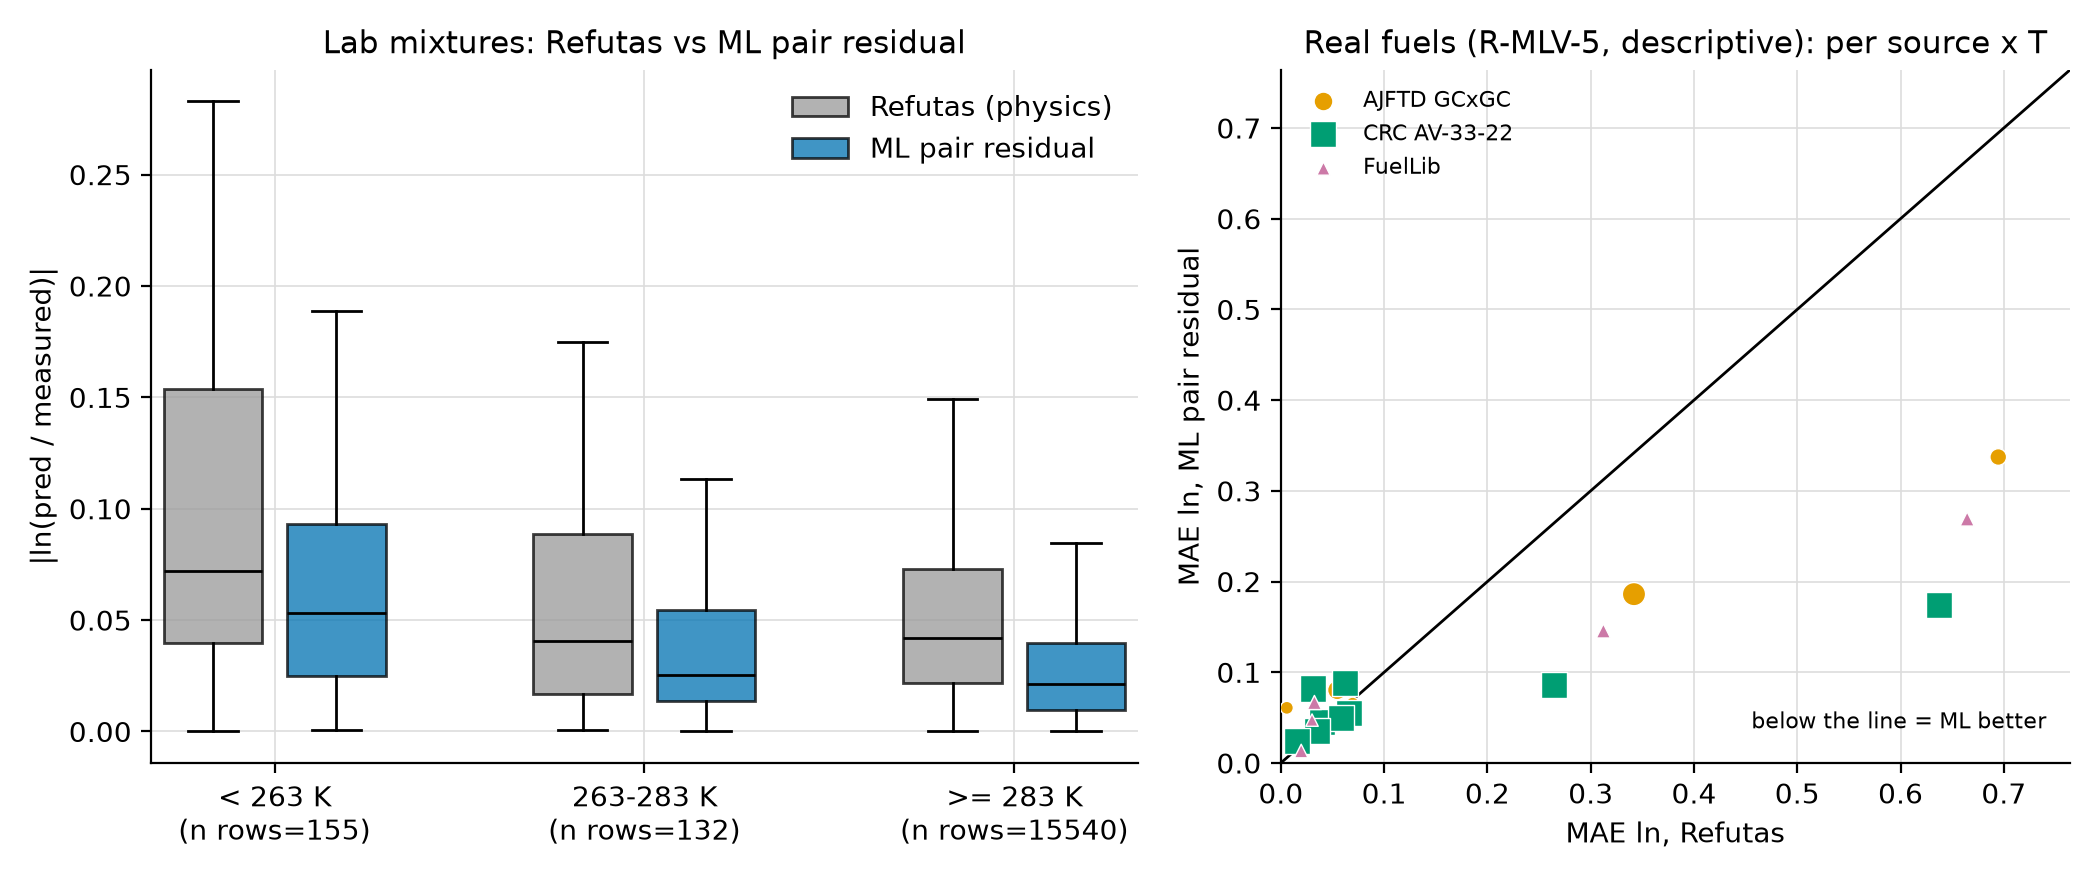 Lab mixtures: Refutas vs ML pair residual
Refutas (physics)
ML pair residual
|ln(pred / measured)|
0.25
0.20
0.15
0.10
0.05
0.00
< 263 K
(n rows=155)
263-283 K
(n rows=132)
>= 283 K
(n rows=15540)
Real fuels (R-MLV-5, descriptive): per source x T
AJFTD GCxGC
CRC AV-33-22
FuelLib
MAE ln, ML pair residual
0.7
0.6
0.5
0.4
0.3
0.2
0.1
0.0
below the line = ML better
0.0 0.1 0.2 0.3 0.4 0.5 0.6 0.7
MAE ln, Refutas